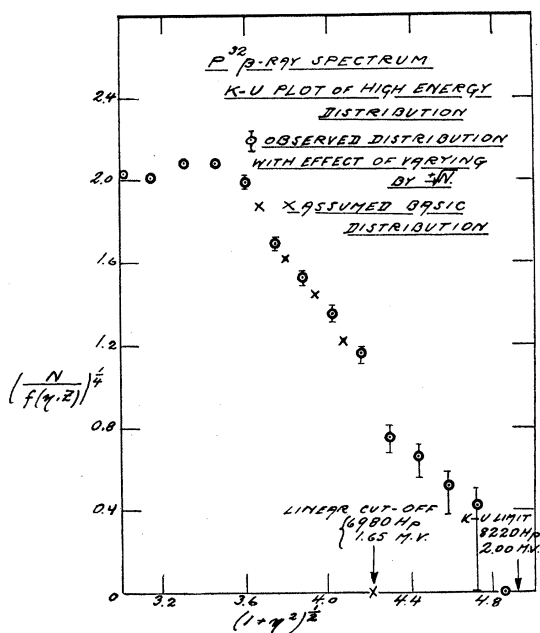 P³² β-RAY SPECTRUM
K-U PLOT OF HIGH ENERGY
DISTRIBUTION
OBSERVED DISTRIBUTION
WITH EFFECT OF VARYING
BY ±√N.
× ASSUMED BASIC
DISTRIBUTION
2.4
2.0
1.6
1.2
(N/f(η,Z))^¼
0.8
0.4
0
LINEAR CUT-OFF
{6980 Hρ
1.65 M.V.
K-U LIMIT
8220 Hρ
2.00 M.V.
3.2 3.6 4.0 4.4 4.8
(1+η²)^½